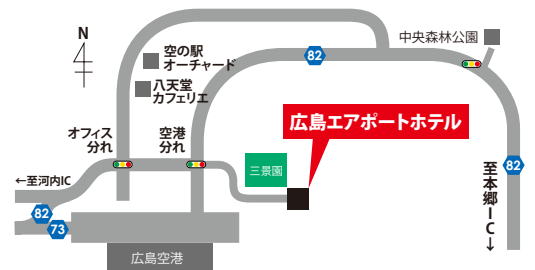 N
中央森林公園
空の駅
オーチャード
82
八天堂
カフェリエ
広島エアポートホテル
オフィス
分れ
空港
分れ
三景園
82
至本郷IC→
←至河内IC
82
73
広島空港